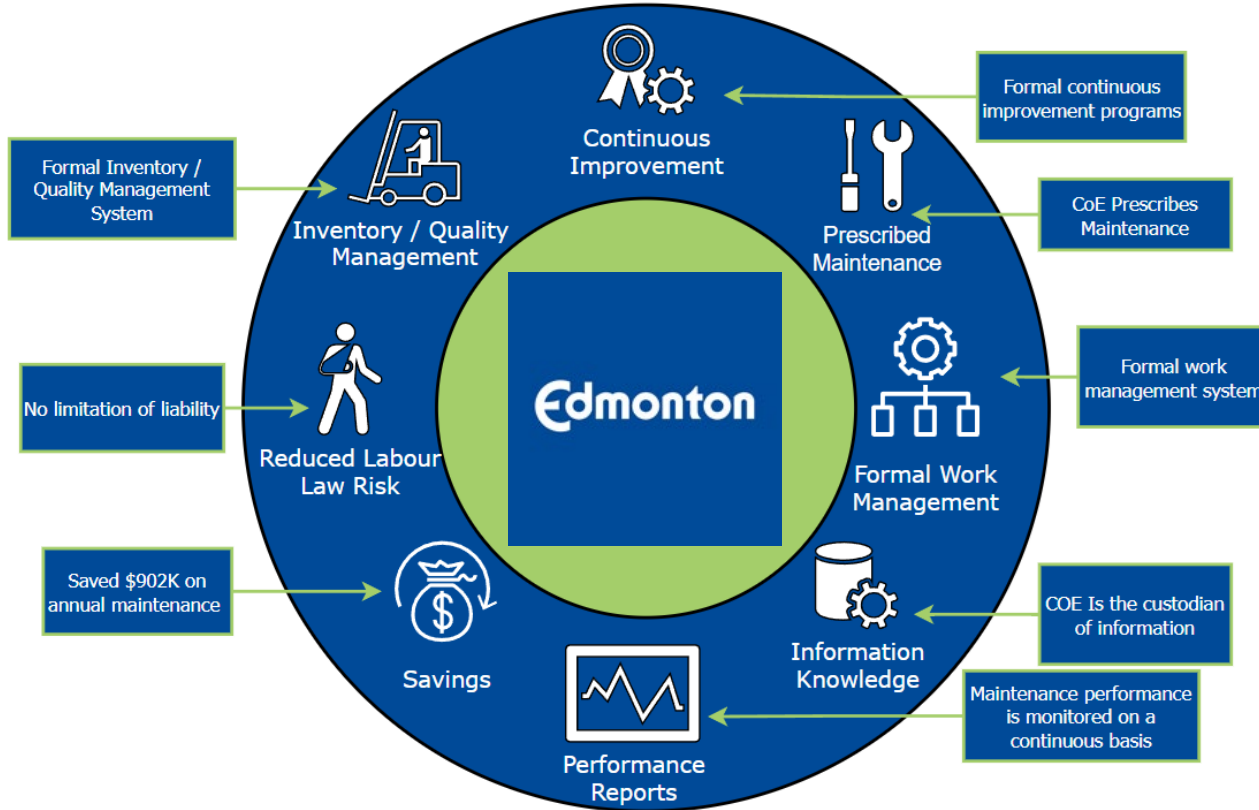 Continuous
Improvement
Formal continuous
improvement programs
Prescribed
Maintenance
CoE Prescribes
Maintenance
Formal Work
Management
Formal work
management system
Information
Knowledge
COE Is the custodian
of information
Performance
Reports
Maintenance performance
is monitored on a
continuous basis
Savings
$
Saved $902K on
annual maintenance
Reduced Labour
Law Risk
No limitation of liability
Inventory / Quality
Management
Formal Inventory /
Quality Management
System
Edmonton